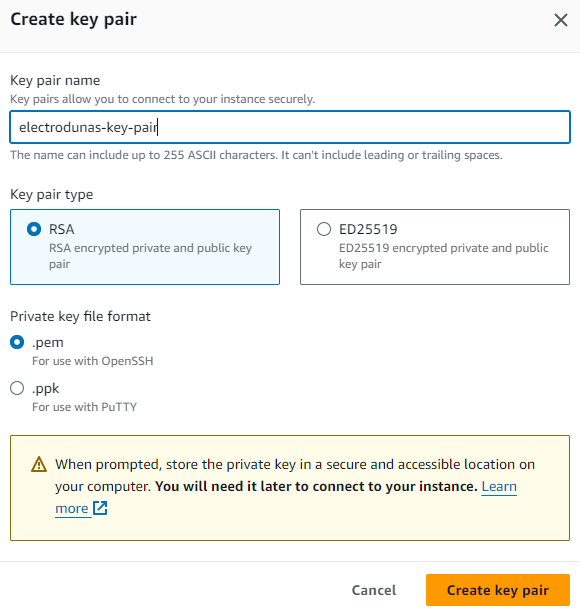 Create key pair
Key pair name
Key pairs allow you to connect to your instance securely.
electrodunas-key-pair
The name can include up to 255 ASCII characters. It can't include leading or trailing spaces.
Key pair type
RSA
RSA encrypted private and public key
pair
ED25519
ED25519 encrypted private and public
key pair
Private key file format
.pem
For use with OpenSSH
.ppk
For use with PuTTY
When prompted, store the private key in a secure and accessible location on
your computer. You will need it later to connect to your instance. Learn
more
Cancel
Create key pair